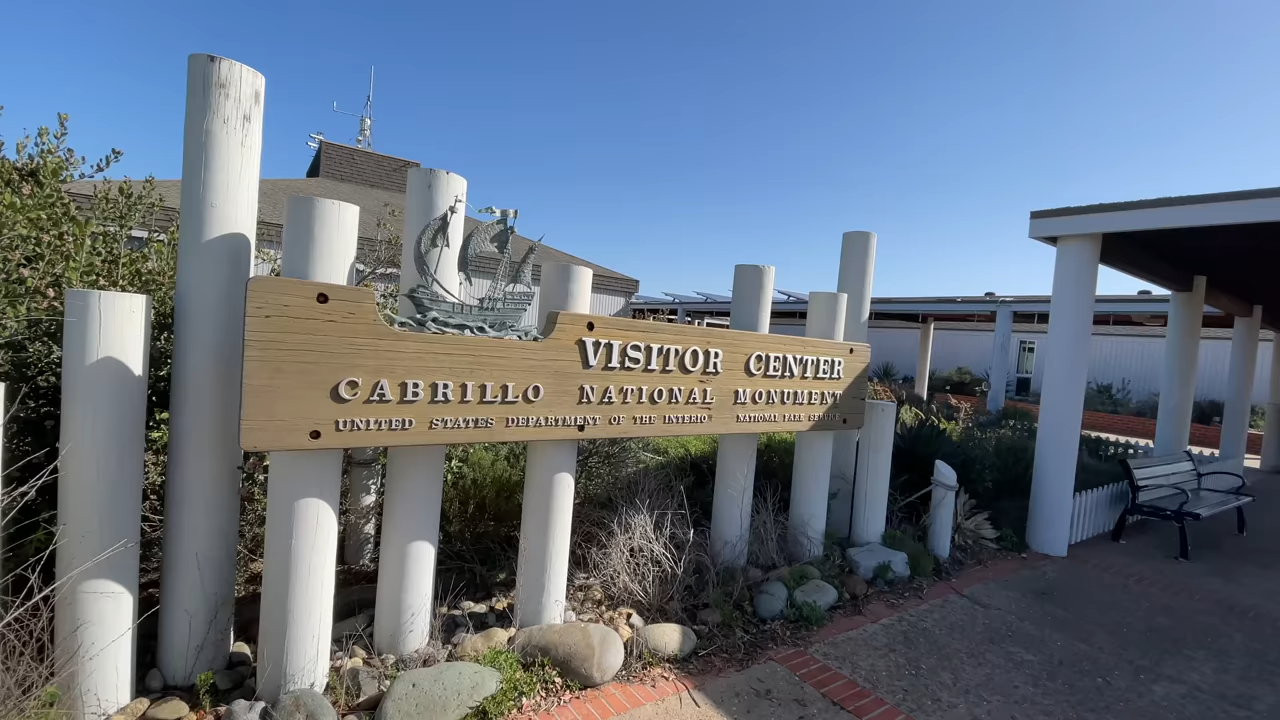 VISITOR CENTER
CABRILLO NATIONAL MONUMENT
UNITED STATES DEPARTMENT OF THE INTERIO NATIONAL PARK SERVICE